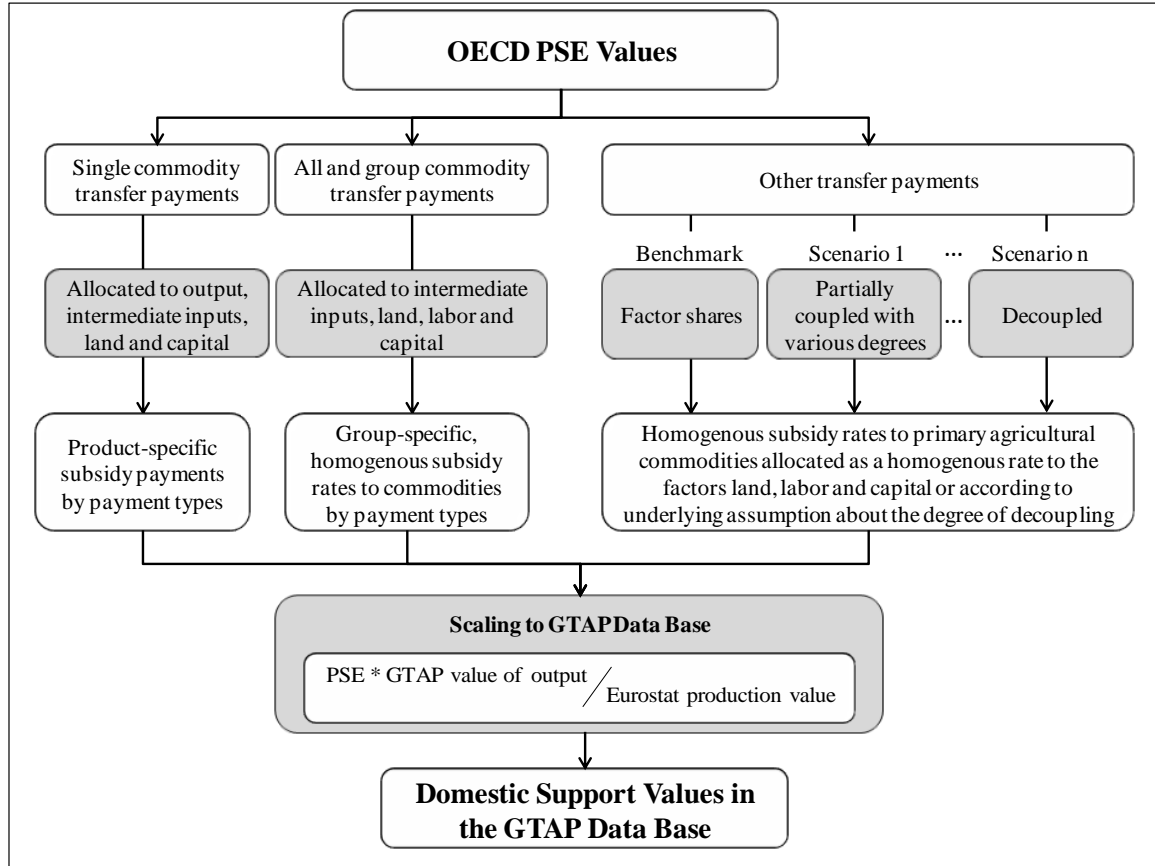 OECD PSE Values
Single commodity
transfer payments
All and group commodity
transfer payments
Other transfer payments
Benchmark
Scenario 1
...
Scenario n
Allocated to output,
intermediate inputs,
land and capital
Allocated to intermediate
inputs, land, labor and
capital
Factor shares
Partially
coupled with
various degrees
...
Decoupled
Product-specific
subsidy payments
by payment types
Group-specific,
homogenous subsidy
rates to commodities
by payment types
Homogenous subsidy rates to primary agricultural
commodities allocated as a homogenous rate to the
factors land, labor and capital or according to
underlying assumption about the degree of decoupling
Scaling to GTAP Data Base
PSE * GTAP value of output
/ Eurostat production value
Domestic Support Values in
the GTAP Data Base